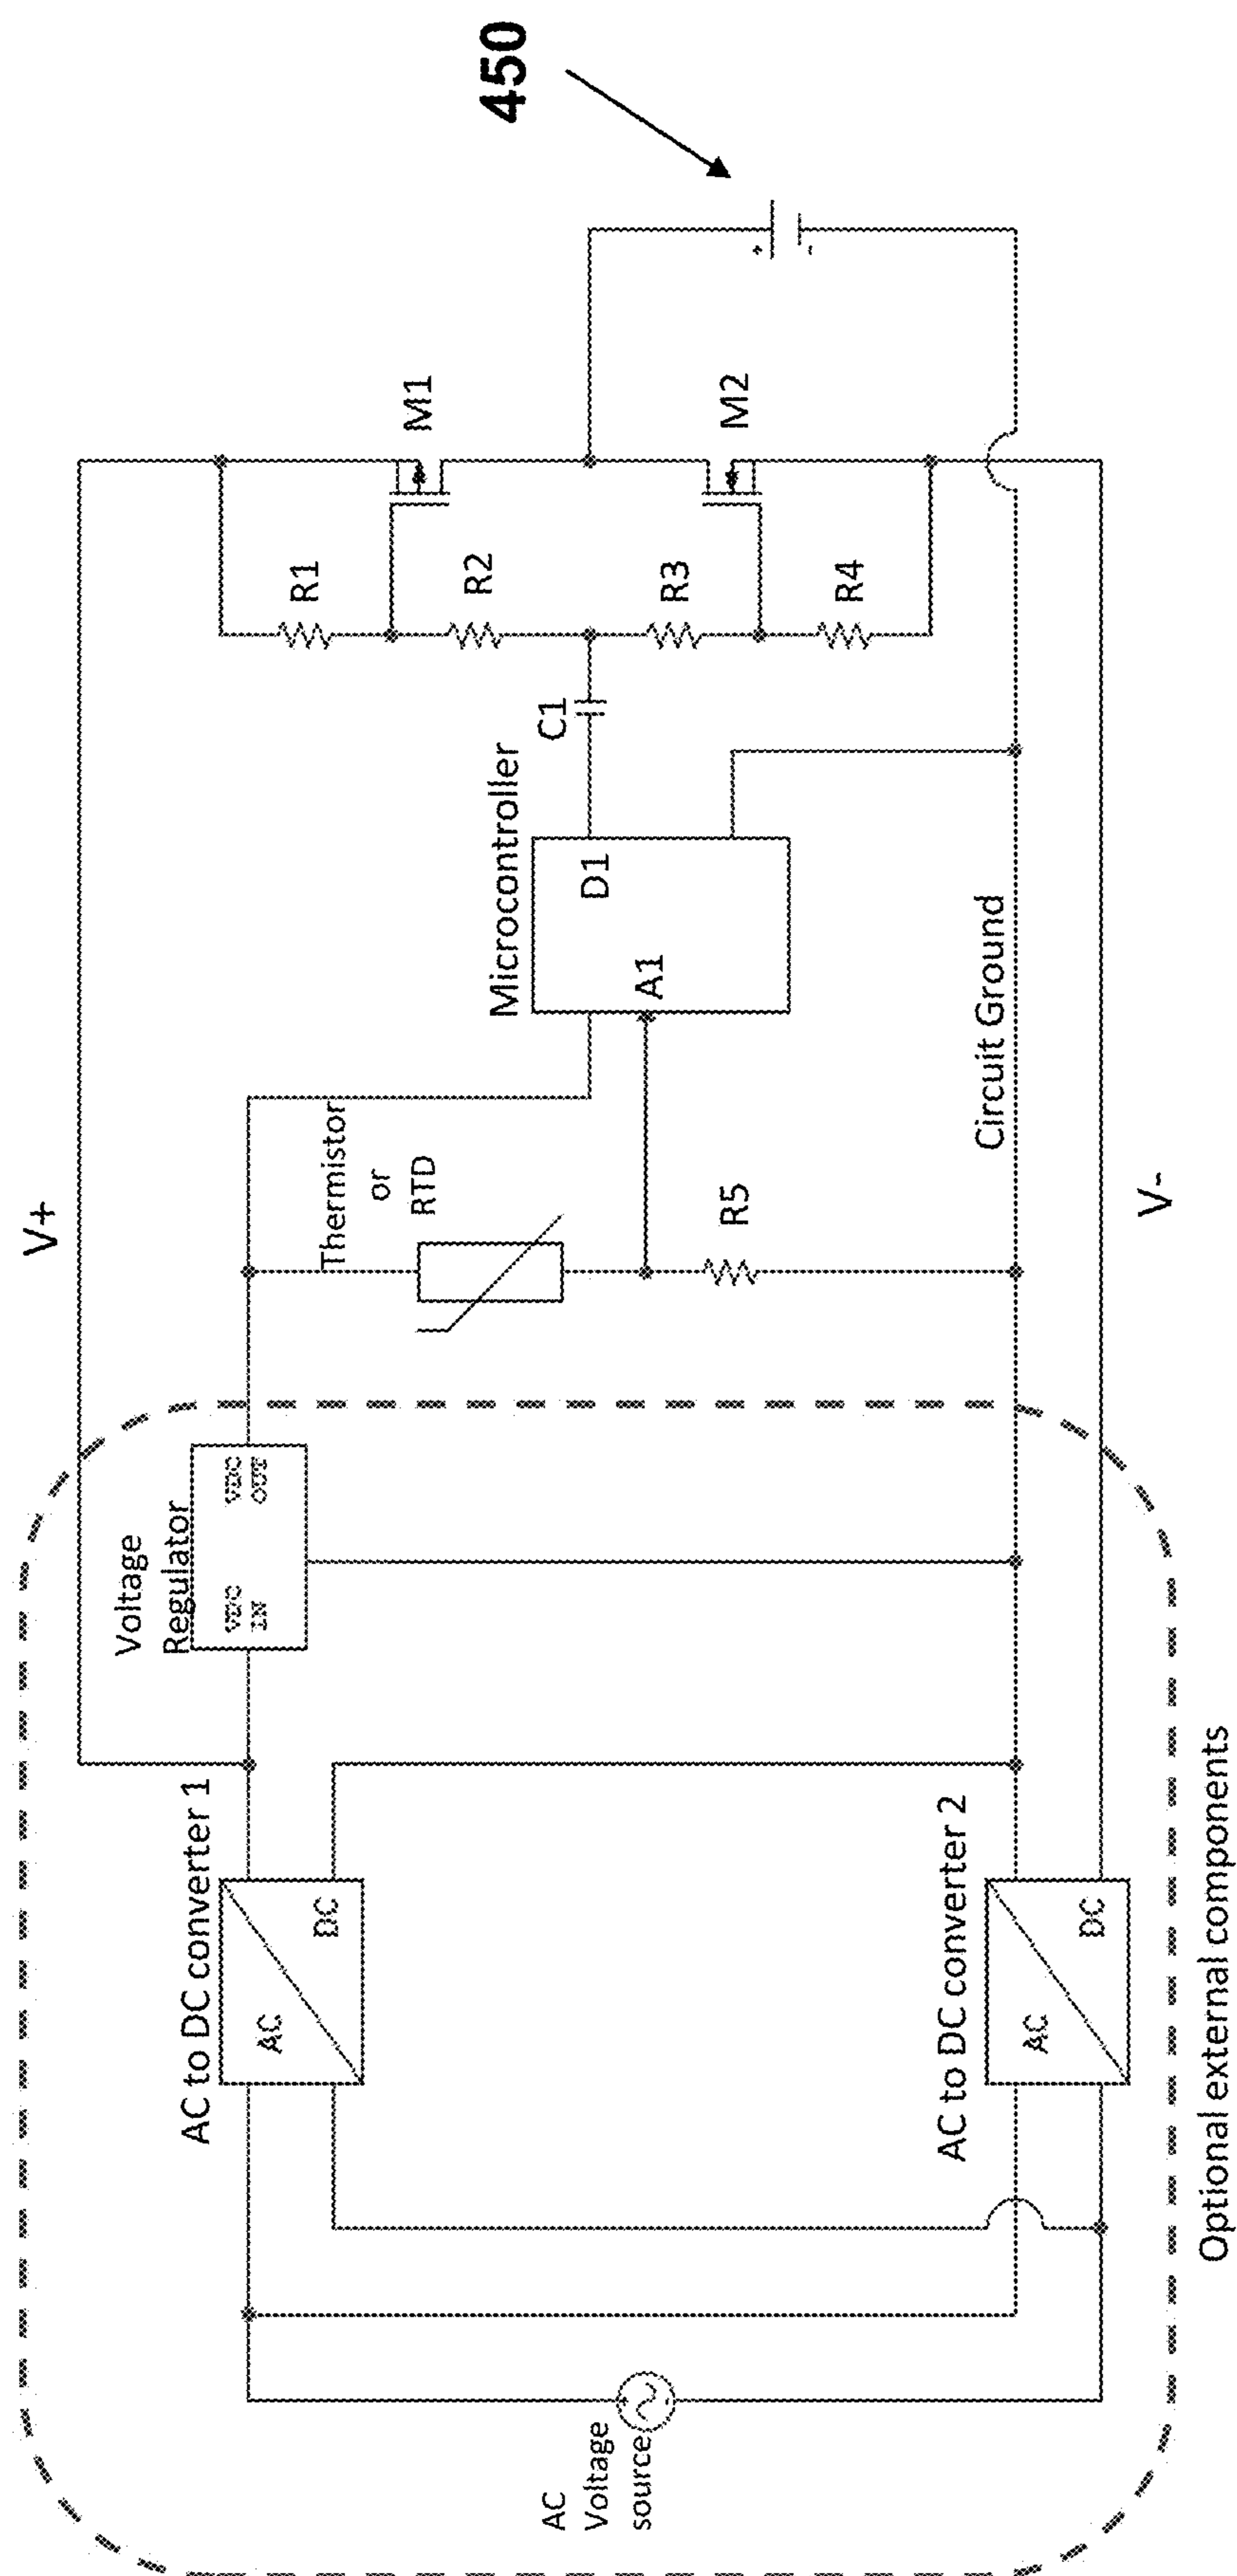 450
V+
M1
M2
R1
R2
R3
R4
C1
Microcontroller
D1
A1
Thermistor
or
RTD
R5
Circuit Ground
V-
Voltage
Regulator
VDC
IN
VDC
OUT
AC to DC converter 1
AC
DC
AC to DC converter 2
AC
DC
AC
Voltage
source
Optional external components
+
-